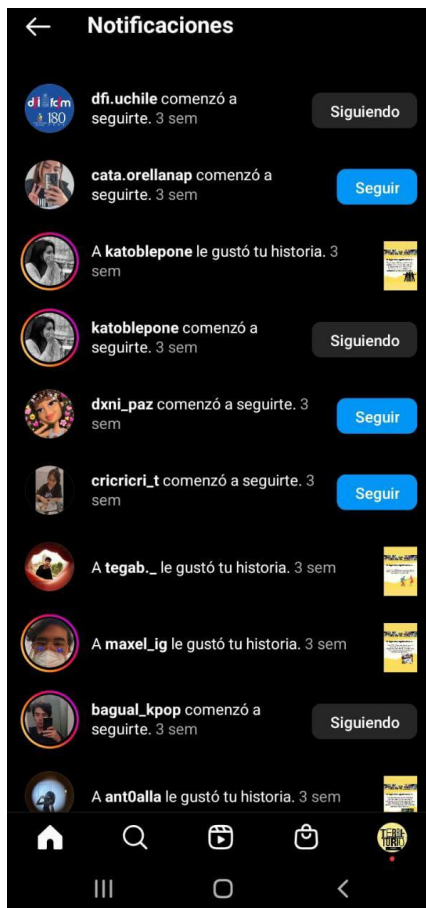 Notificaciones
dfi fcfm
180
dfi.uchile comenzó a
seguirte. 3 sem
Siguiendo
cata.orellanap comenzó a
seguirte. 3 sem
Seguir
A katoblepone le gustó tu historia. 3
sem
katoblepone comenzó a
seguirte. 3 sem
Siguiendo
dxni_paz comenzó a seguirte. 3
sem
Seguir
cricricri_t comenzó a seguirte. 3
sem
Seguir
A tegab._ le gustó tu historia. 3 sem
A maxel_ig le gustó tu historia. 3 sem
bagual_kpop comenzó a
seguirte. 3 sem
Siguiendo
A ant0alla le gustó tu historia. 3 sem